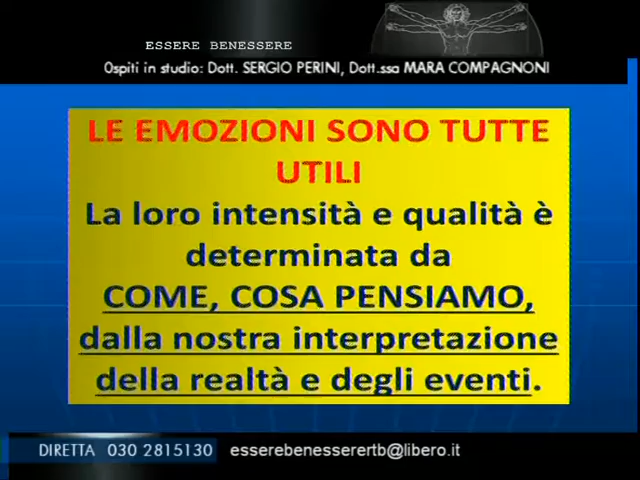 ESSERE BENESSERE
Ospiti in studio: Dott. SERGIO PERINI, Dott.ssa MARA COMPAGNONI
LE EMOZIONI SONO TUTTE
UTILI
La loro intensità e qualità è
determinata da
COME, COSA PENSIAMO,
dalla nostra interpretazione
della realtà e degli eventi.
DIRETTA 030 2815130 esserebenesserertb@libero.it